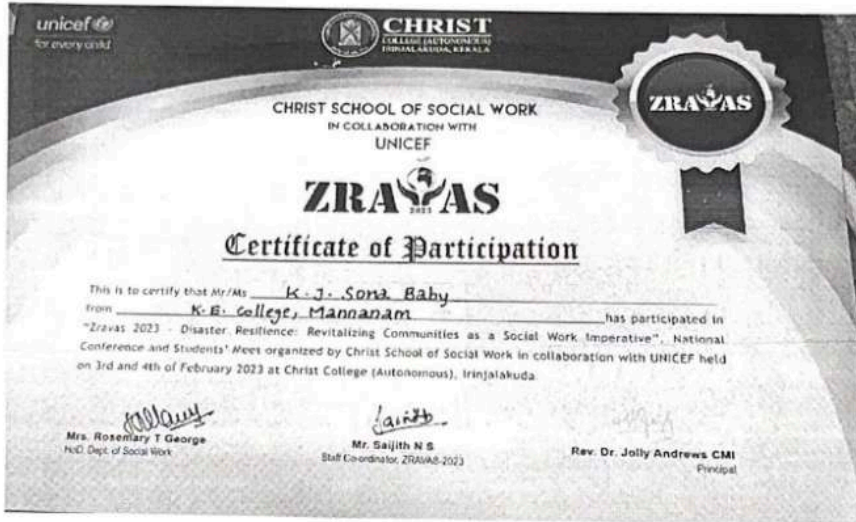 unicef
for every child
CHRIST
COLLEGE (AUTONOMOUS)
IRINJALAKUDA, KERALA
ZRAVAS
CHRIST SCHOOL OF SOCIAL WORK
IN COLLABORATION WITH
UNICEF
ZRAVAS
2023
Certificate of Participation
This is to certify that Mr/Ms K.J. Sona Baby
from K.E. College, Mannanam has participated in
"Zravas 2023 - Disaster Resilience: Revitalizing Communities as a Social Work Imperative", National
Conference and Students' Meet organized by Christ School of Social Work in collaboration with UNICEF held
on 3rd and 4th of February 2023 at Christ College (Autonomous), Irinjalakuda.
Mrs. Rosemary T George
HoD, Dept. of Social Work
Mr. Saijith N S
Staff Co-ordinator, ZRAVAS-2023
Rev. Dr. Jolly Andrews CMI
Principal